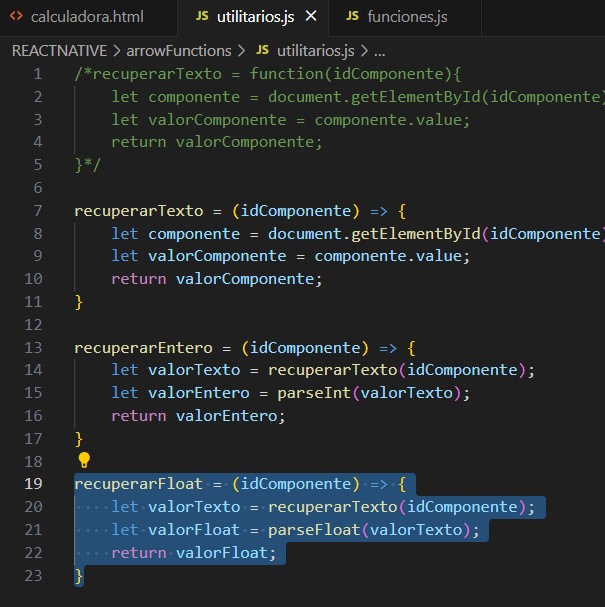 <> calculadora.html JS utilitarios.js × JS funciones.js
REACTNATIVE > arrowFunctions > JS utilitarios.js > ...
1 /*recuperarTexto = function(idComponente){
2 let componente = document.getElementById(idComponente)
3 let valorComponente = componente.value;
4 return valorComponente;
5 }*/
6
7 recuperarTexto = (idComponente) => {
8 let componente = document.getElementById(idComponente)
9 let valorComponente = componente.value;
10 return valorComponente;
11 }
12
13 recuperarEntero = (idComponente) => {
14 let valorTexto = recuperarTexto(idComponente);
15 let valorEntero = parseInt(valorTexto);
16 return valorEntero;
17 }
18
19 recuperarFloat = (idComponente) => {
20 let valorTexto = recuperarTexto(idComponente);
21 let valorFloat = parseFloat(valorTexto);
22 return valorFloat;
23 }